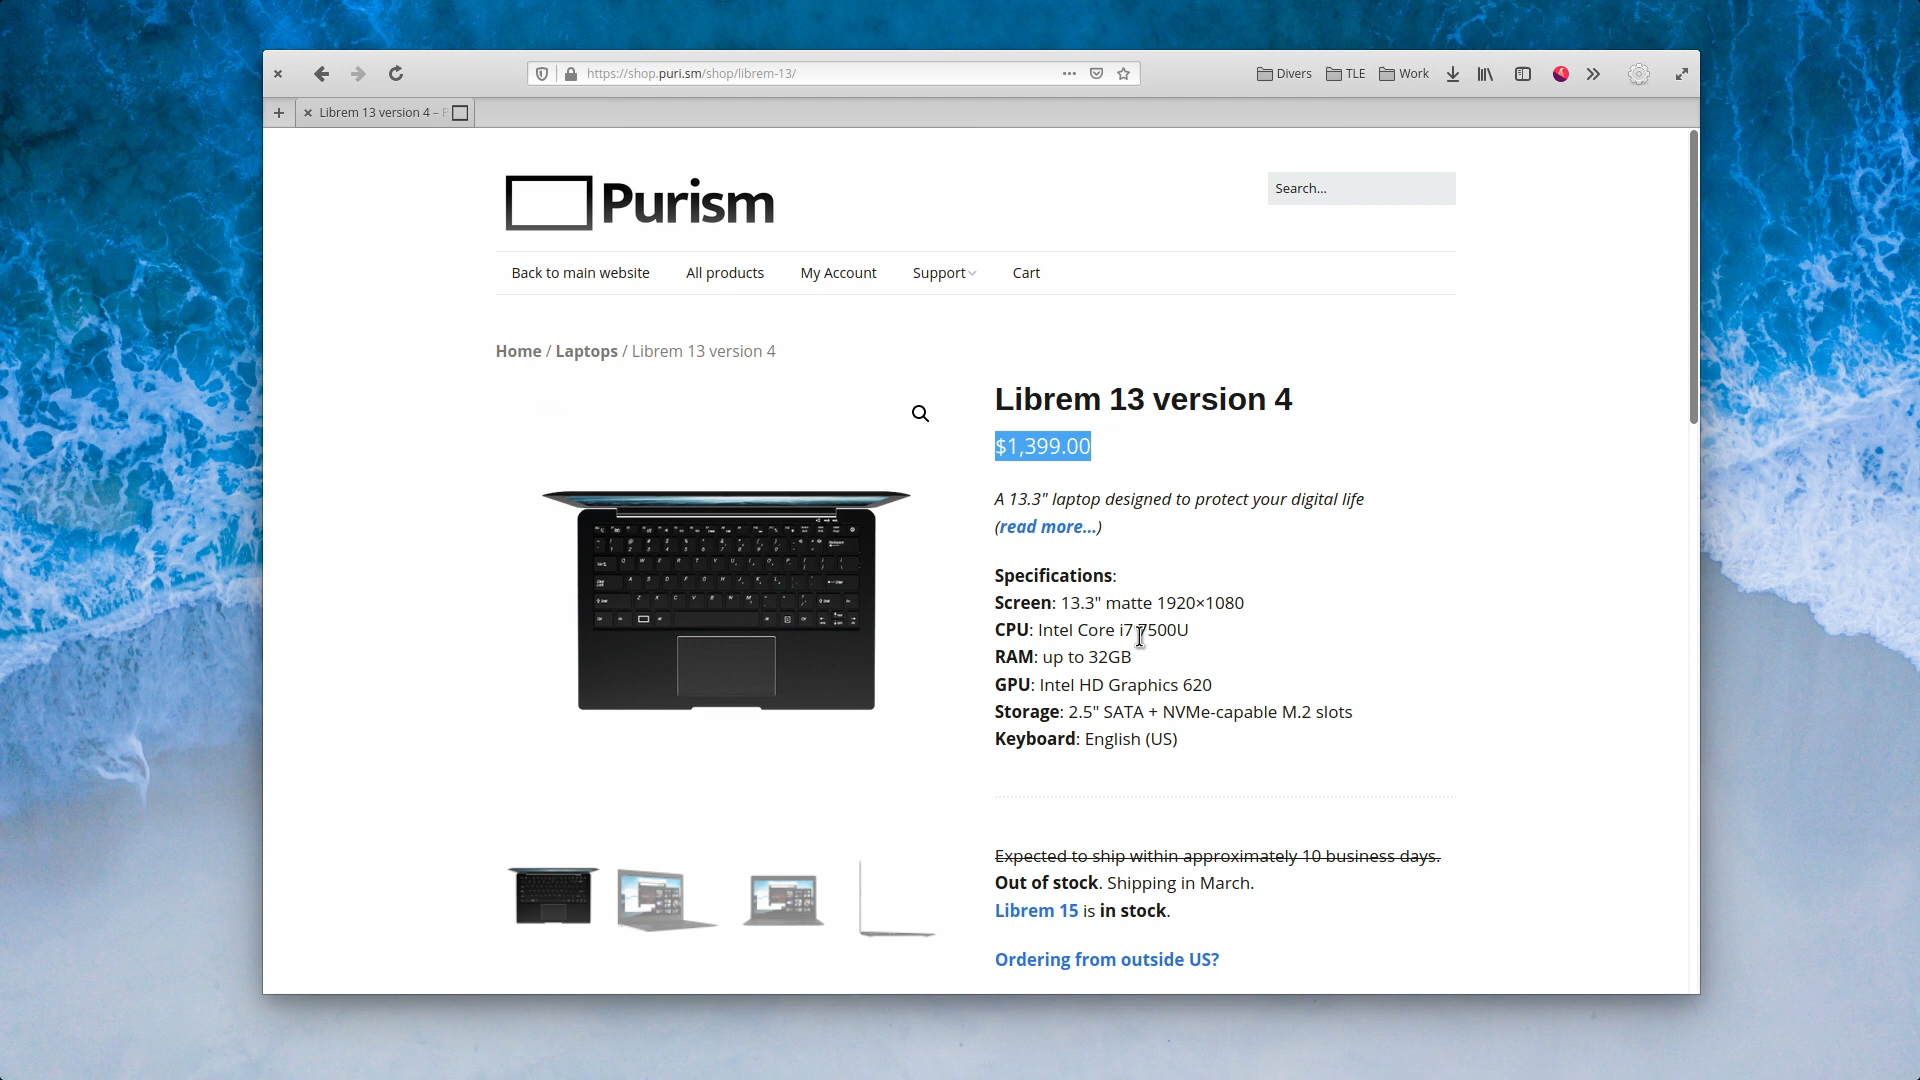 https://shop.puri.sm/shop/librem-13/
Divers
TLE
Work
Librem 13 version 4 –
Purism
Search...
Back to main website
All products
My Account
Support
Cart
Home / Laptops / Librem 13 version 4
Librem 13 version 4
$1,399.00
A 13.3" laptop designed to protect your digital life
(read more...)
Specifications:
Screen: 13.3" matte 1920×1080
CPU: Intel Core i7 7500U
RAM: up to 32GB
GPU: Intel HD Graphics 620
Storage: 2.5" SATA + NVMe-capable M.2 slots
Keyboard: English (US)
Expected to ship within approximately 10 business days.
Out of stock. Shipping in March.
Librem 15 is in stock.
Ordering from outside US?